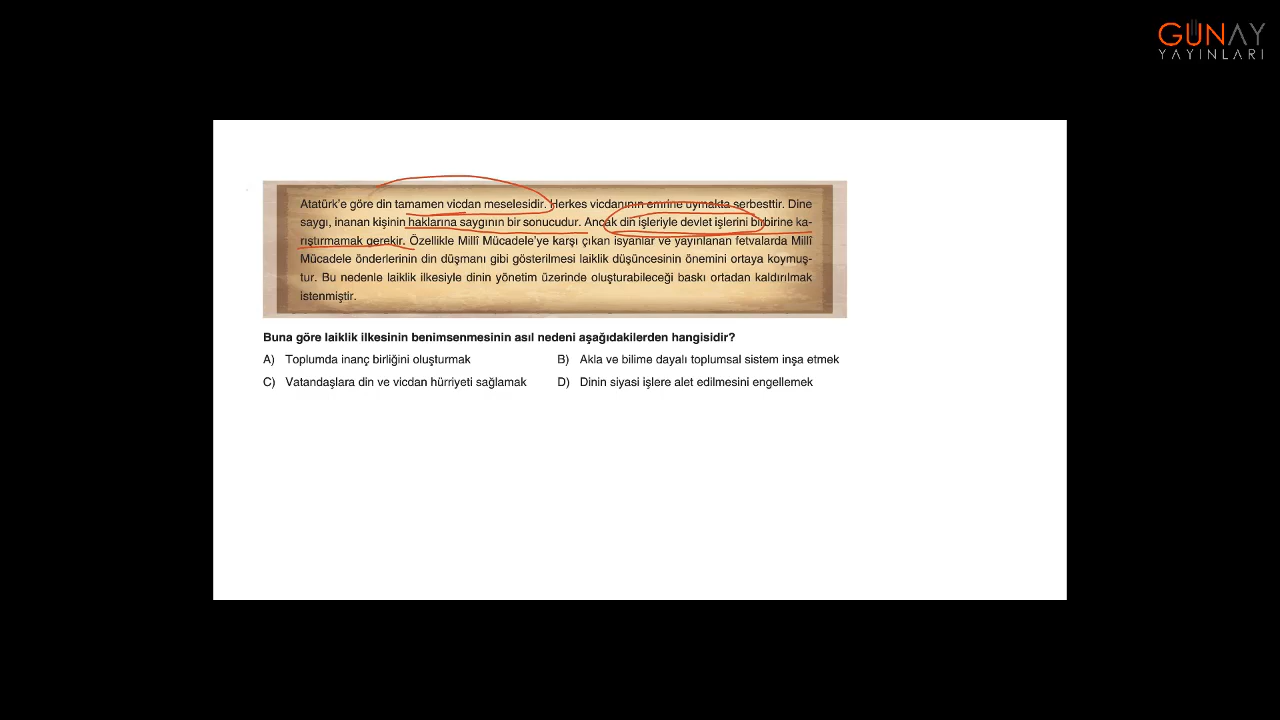 GÜNAY
YAYINLARI
Atatürk'e göre din tamamen vicdan meselesidir. Herkes vicdanının emrine uymakta serbesttir. Dine
saygı, inanan kişinin haklarına saygının bir sonucudur. Ancak din işleriyle devlet işlerini birbirine ka-
rıştırmamak gerekir. Özellikle Millî Mücadele'ye karşı çıkan isyanlar ve yayınlanan fetvalarda Millî
Mücadele önderlerinin din düşmanı gibi gösterilmesi laiklik düşüncesinin önemini ortaya koymuş-
tur. Bu nedenle laiklik ilkesiyle dinin yönetim üzerinde oluşturabileceği baskı ortadan kaldırılmak
istenmiştir.
Buna göre laiklik ilkesinin benimsenmesinin asıl nedeni aşağıdakilerden hangisidir?
A) Toplumda inanç birliğini oluşturmak B) Akla ve bilime dayalı toplumsal sistem inşa etmek
C) Vatandaşlara din ve vicdan hürriyeti sağlamak D) Dinin siyasi işlere alet edilmesini engellemek